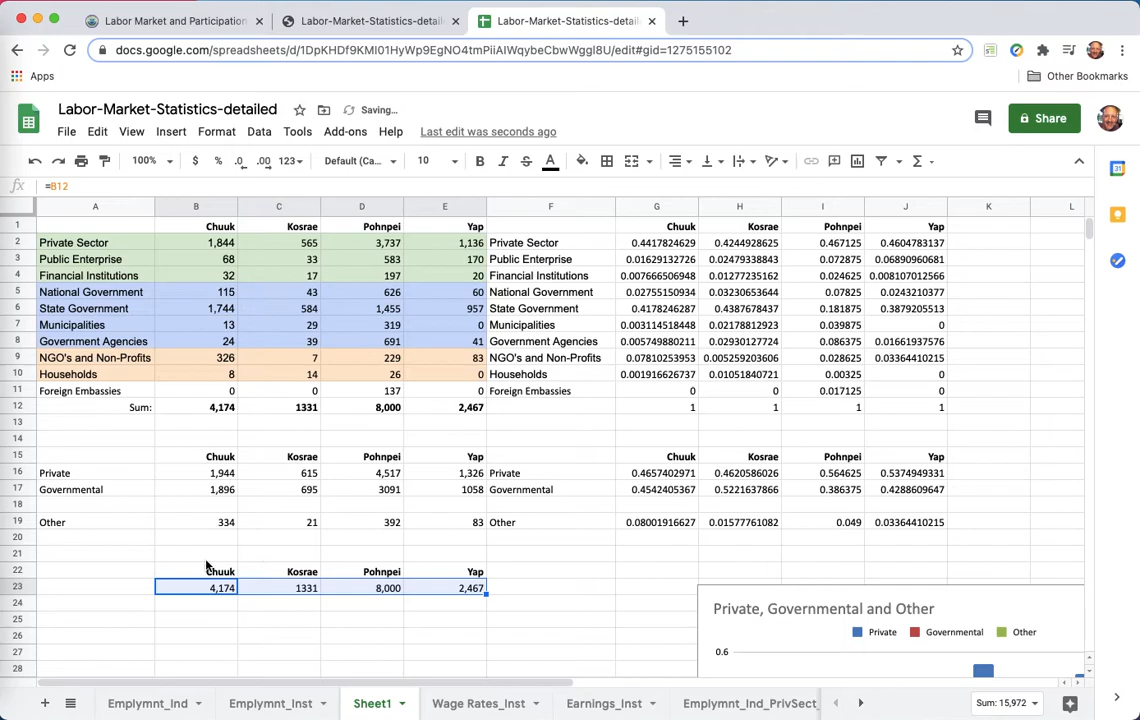 Labor Market and Participation
Labor-Market-Statistics-detail
Labor-Market-Statistics-detail
docs.google.com/spreadsheets/d/1DpKHDf9KMI01HyWp9EgNO4tmPiiAIWqybeCbwWggI8U/edit#gid=1275155102
Apps
Other Bookmarks
Labor-Market-Statistics-detailed
Saving...
File Edit View Insert Format Data Tools Add-ons Help Last edit was seconds ago
Share
100% $ % .0 .00 123 Default (Ca... 10 B I S A
fx =B12
A B C D E F G H I J K L
1 Chuuk Kosrae Pohnpei Yap Chuuk Kosrae Pohnpei Yap
2 Private Sector 1,844 565 3,737 1,136 Private Sector 0.4417824629 0.4244928625 0.467125 0.4604783137
3 Public Enterprise 68 33 583 170 Public Enterprise 0.01629132726 0.02479338843 0.072875 0.06890960681
4 Financial Institutions 32 17 197 20 Financial Institutions 0.007666506948 0.01277235162 0.024625 0.008107012566
5 National Government 115 43 626 60 National Government 0.02755150934 0.03230653644 0.07825 0.0243210377
6 State Government 1,744 584 1,455 957 State Government 0.4178246287 0.4387678437 0.181875 0.3879205513
7 Municipalities 13 29 319 0 Municipalities 0.003114518448 0.02178812923 0.039875 0
8 Government Agencies 24 39 691 41 Government Agencies 0.005749880211 0.02930127724 0.086375 0.01661937576
9 NGO's and Non-Profits 326 7 229 83 NGO's and Non-Profits 0.07810253953 0.005259203606 0.028625 0.03364410215
10 Households 8 14 26 0 Households 0.001916626737 0.01051840721 0.00325 0
11 Foreign Embassies 0 0 137 0 0 0 0.017125 0
12 Sum: 4,174 1331 8,000 2,467 1 1 1 1
13
14
15 Chuuk Kosrae Pohnpei Yap Chuuk Kosrae Pohnpei Yap
16 Private 1,944 615 4,517 1,326 Private 0.4657402971 0.4620586026 0.564625 0.5374949331
17 Governmental 1,896 695 3091 1058 Governmental 0.4542405367 0.5221637866 0.386375 0.4288609647
18
19 Other 334 21 392 83 Other 0.08001916627 0.01577761082 0.049 0.03364410215
20
21
22 Chuuk Kosrae Pohnpei Yap
23 4,174 1331 8,000 2,467
24
25
26
27
28
Private, Governmental and Other
Private Governmental Other
0.6
Emplymnt_Ind Emplymnt_Inst Sheet1 Wage Rates_Inst Earnings_Inst Emplymnt_Ind_PrivSect_ Sum: 15,972